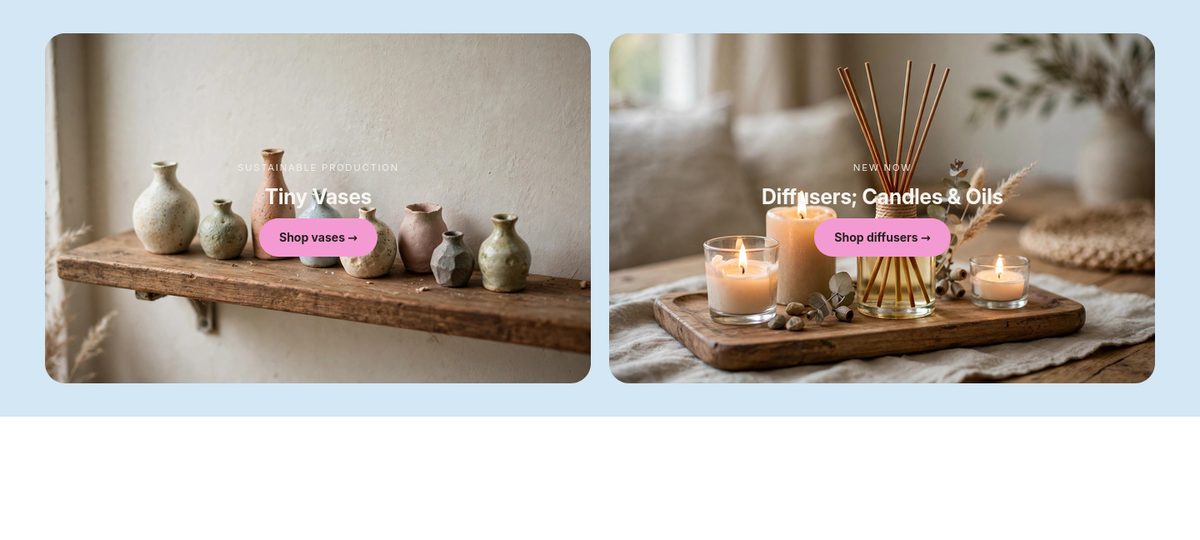 SUSTAINABLE PRODUCTION
Tiny Vases
Shop vases →
NEW NOW
Diffusers; Candles & Oils
Shop diffusers →